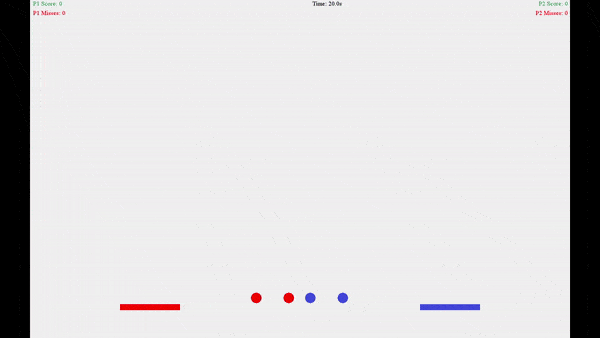 P1 Score: 0
Time: 20.0s
P2 Score: 0
P1 Misses: 0
P2 Misses: 0